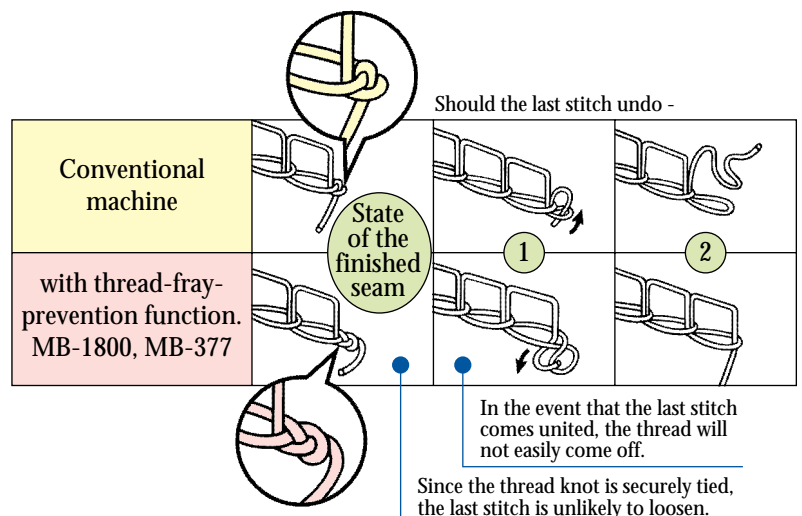 Should the last stitch undo -
Conventional
machine
State
of the
finished
seam
1
2
with thread-fray-
prevention function.
MB-1800, MB-377
In the event that the last stitch
comes united, the thread will
not easily come off.
Since the thread knot is securely tied,
the last stitch is unlikely to loosen.